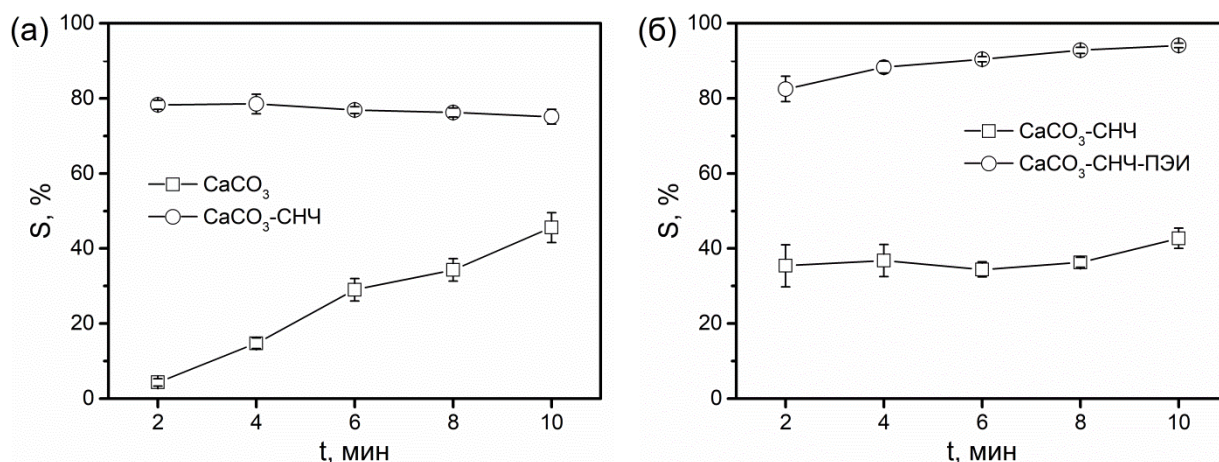 (а)
S, %
100
80
60
40
20
0
CaCO₃
CaCO₃-СНЧ
2 4 6 8 10
t, мин
(б)
S, %
100
80
60
40
20
0
CaCO₃-СНЧ
CaCO₃-СНЧ-ПЭИ
2 4 6 8 10
t, мин